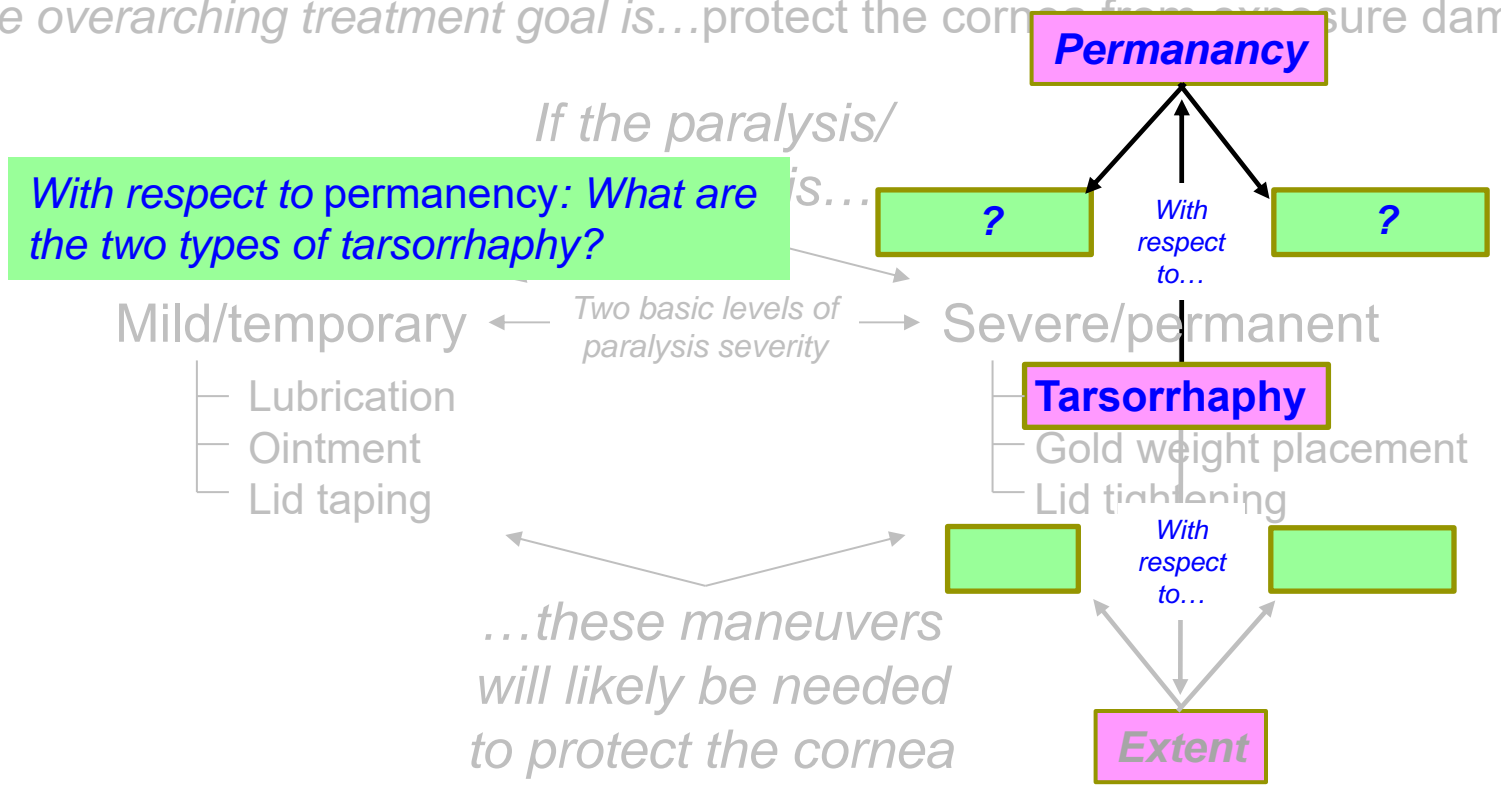 e overarching treatment goal is…protect the cornea from exposure dam
Permanancy
If the paralysis/
is…
With respect to permanency: What are
the two types of tarsorrhaphy?
?
With
respect
to…
?
Mild/temporary
Two basic levels of
paralysis severity
Severe/permanent
Lubrication
Ointment
Lid taping
Tarsorrhaphy
Gold weight placement
Lid tightening
With
respect
to…
…these maneuvers
will likely be needed
to protect the cornea
Extent